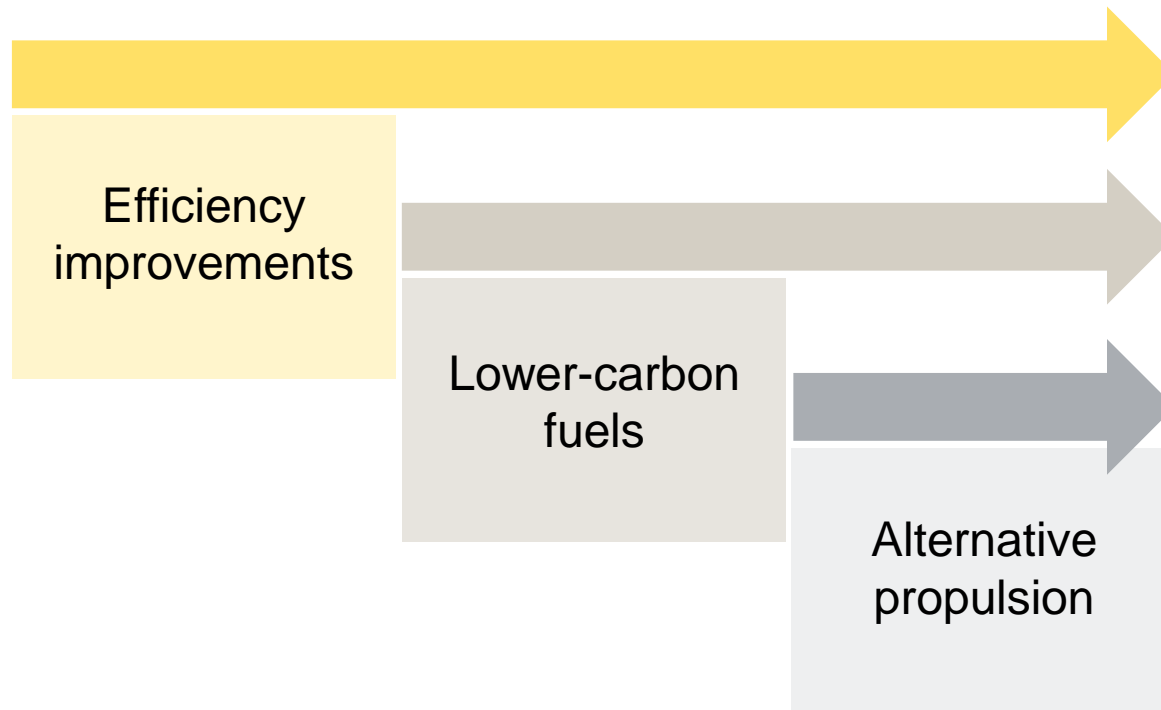 Efficiency
improvements
Lower-carbon
fuels
Alternative
propulsion